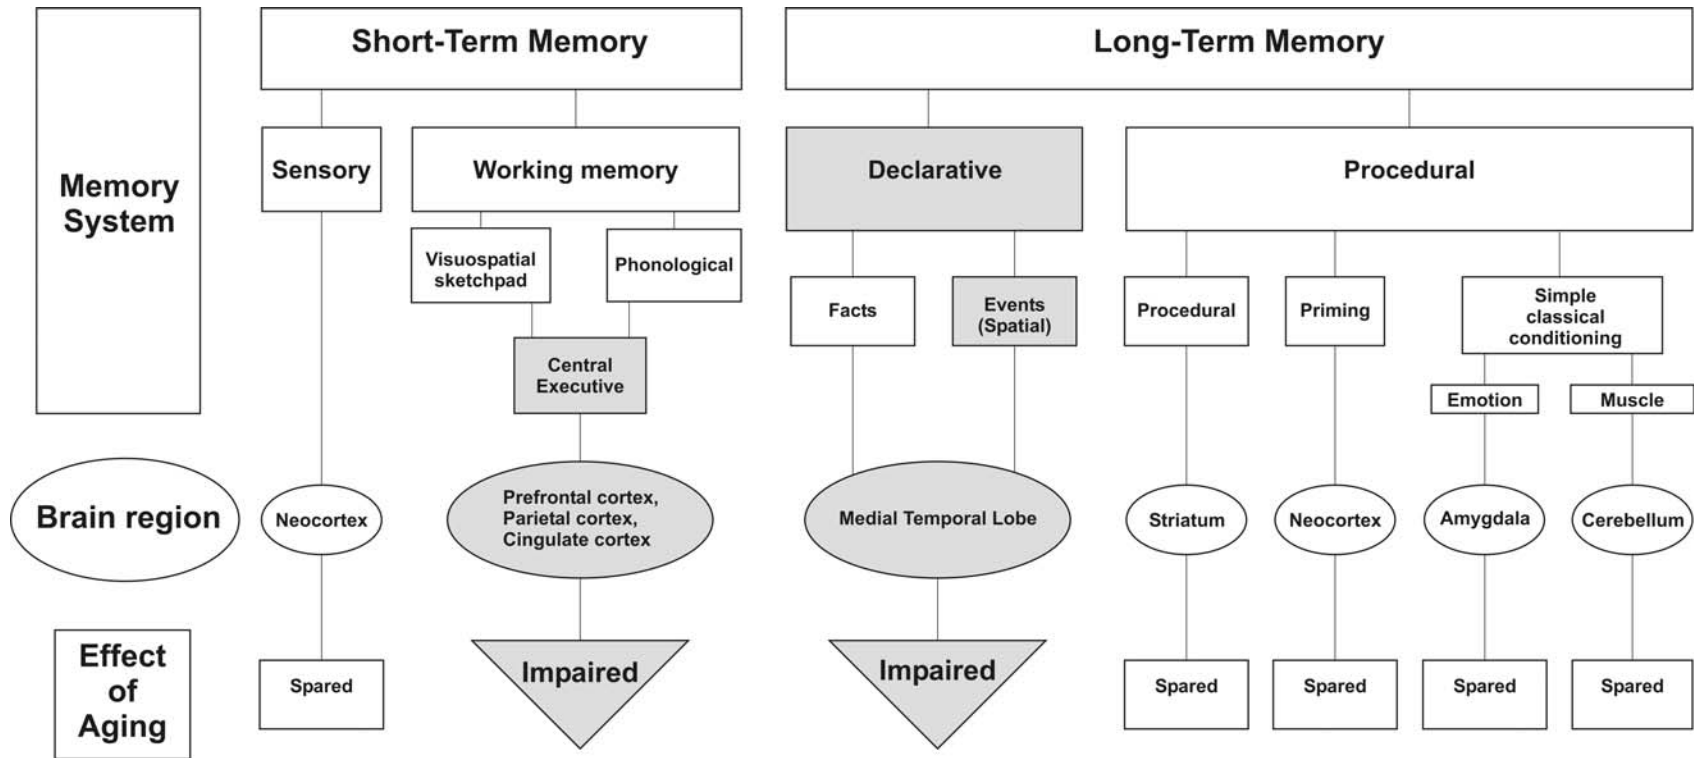 Short-Term Memory
Long-Term Memory
Memory
System
Sensory
Working memory
Declarative
Procedural
Visuospatial
sketchpad
Phonological
Facts
Events
(Spatial)
Procedural
Priming
Simple
classical
conditioning
Central
Executive
Emotion
Muscle
Brain region
Neocortex
Prefrontal cortex,
Parietal cortex,
Cingulate cortex
Medial Temporal Lobe
Striatum
Neocortex
Amygdala
Cerebellum
Effect
of
Aging
Spared
Impaired
Impaired
Spared
Spared
Spared
Spared